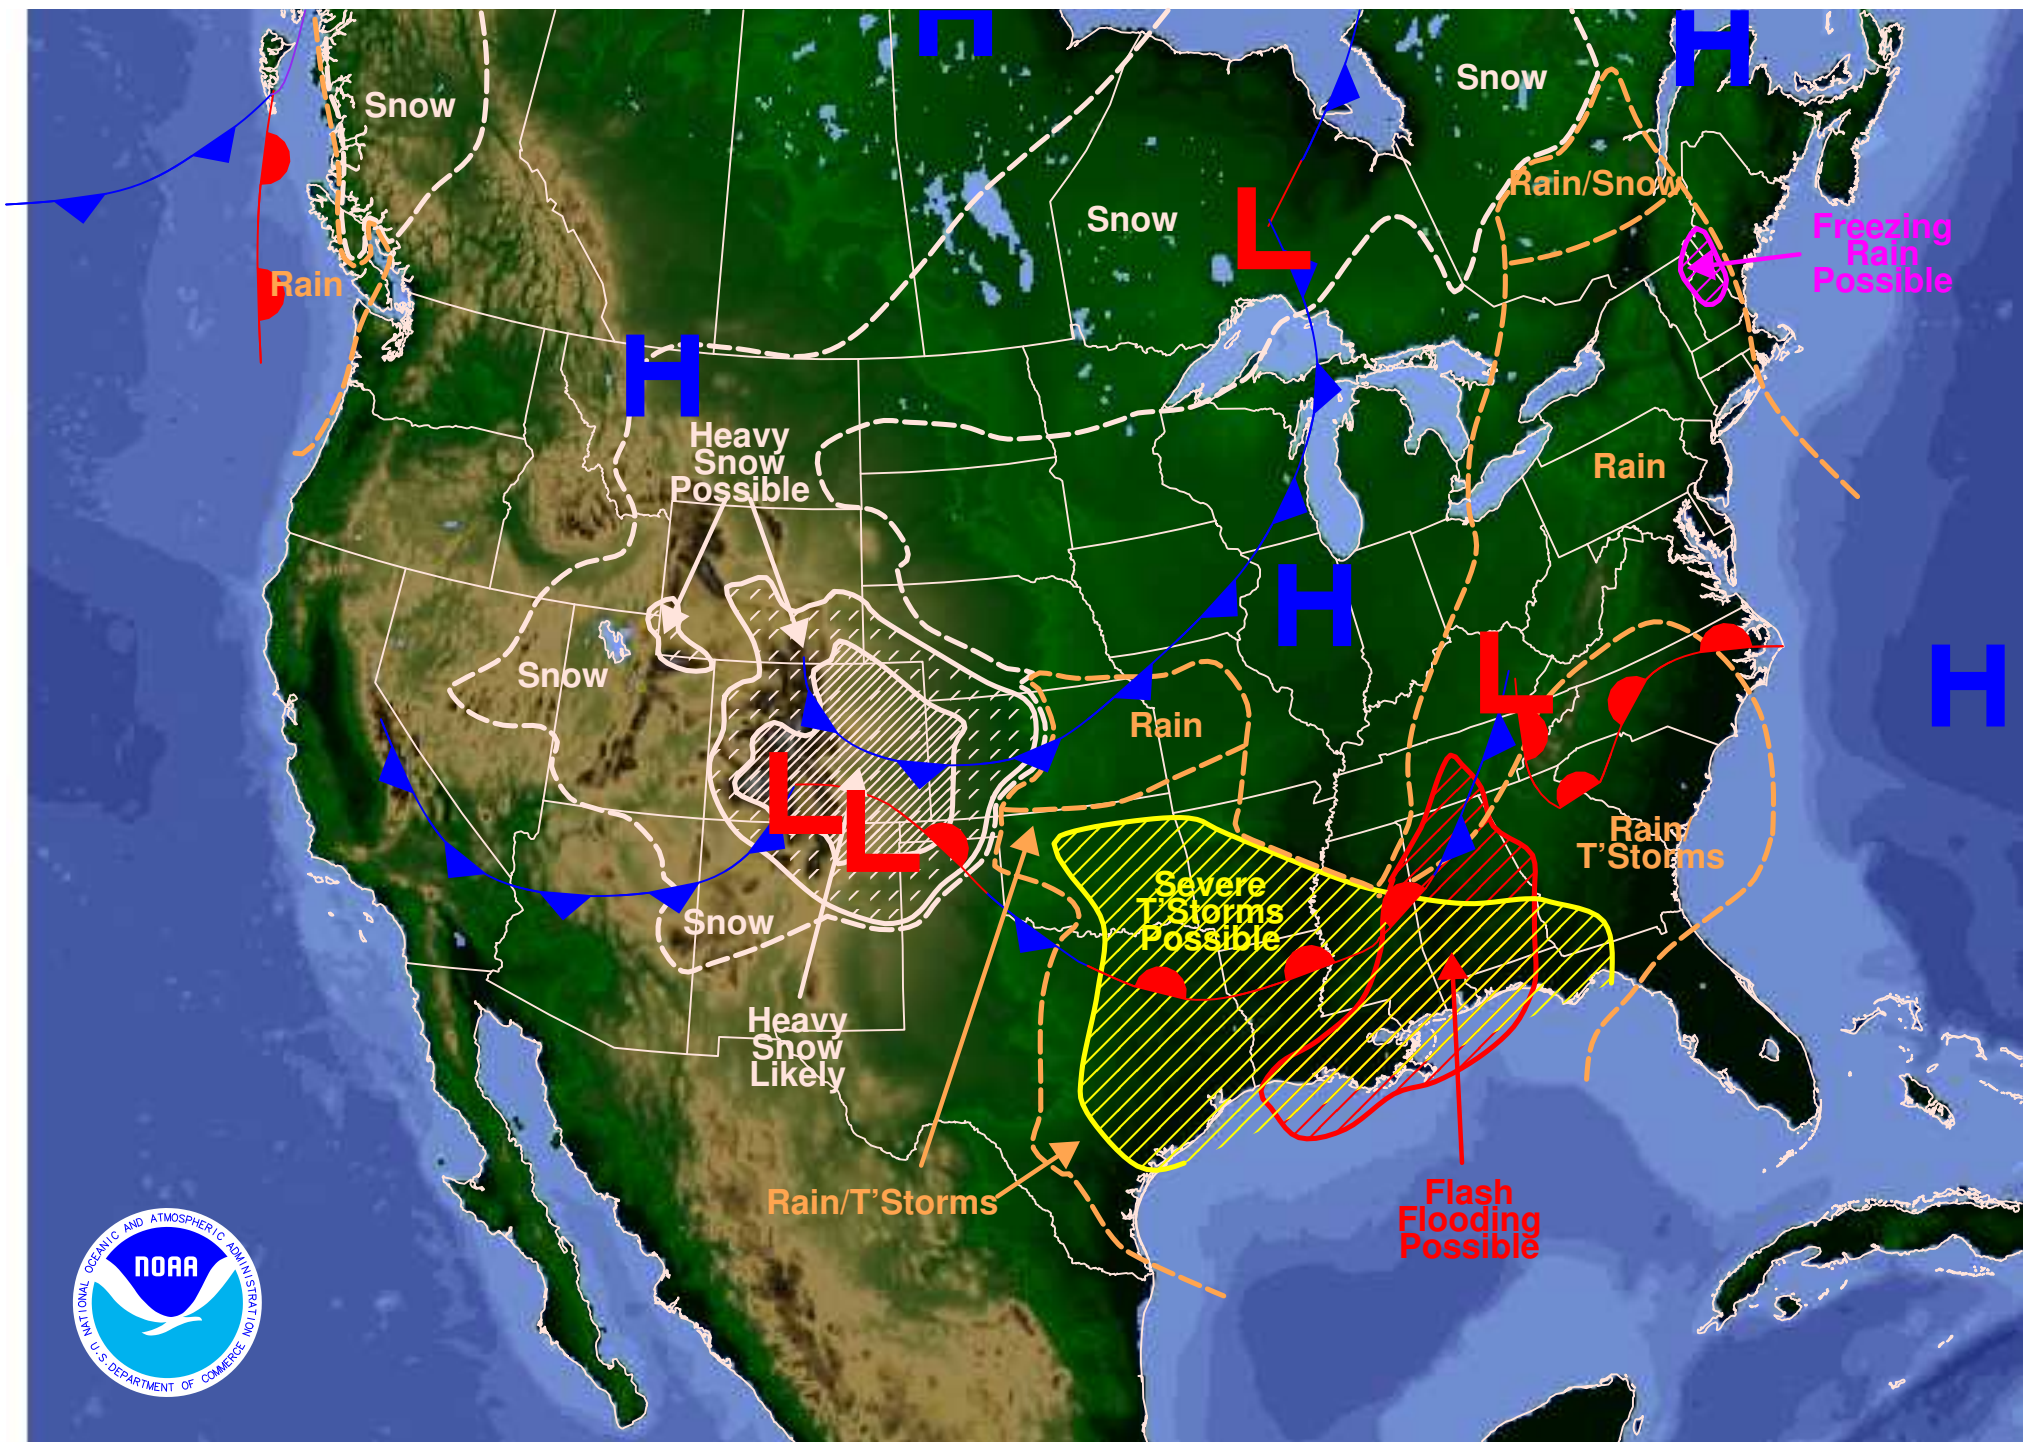 H
H
Snow
Snow
Rain/Snow
Snow
L
Freezing
Rain
Possible
Rain
H
Heavy
Snow
Possible
Rain
H
Snow
L
H
Rain
L
L
Rain/
T'Storms
Severe
T'Storms
Possible
Snow
Heavy
Snow
Likely
Rain/T'Storms
Flash
Flooding
Possible
NATIONAL OCEANIC AND ATMOSPHERIC ADMINISTRATION
NOAA
U.S. DEPARTMENT OF COMMERCE